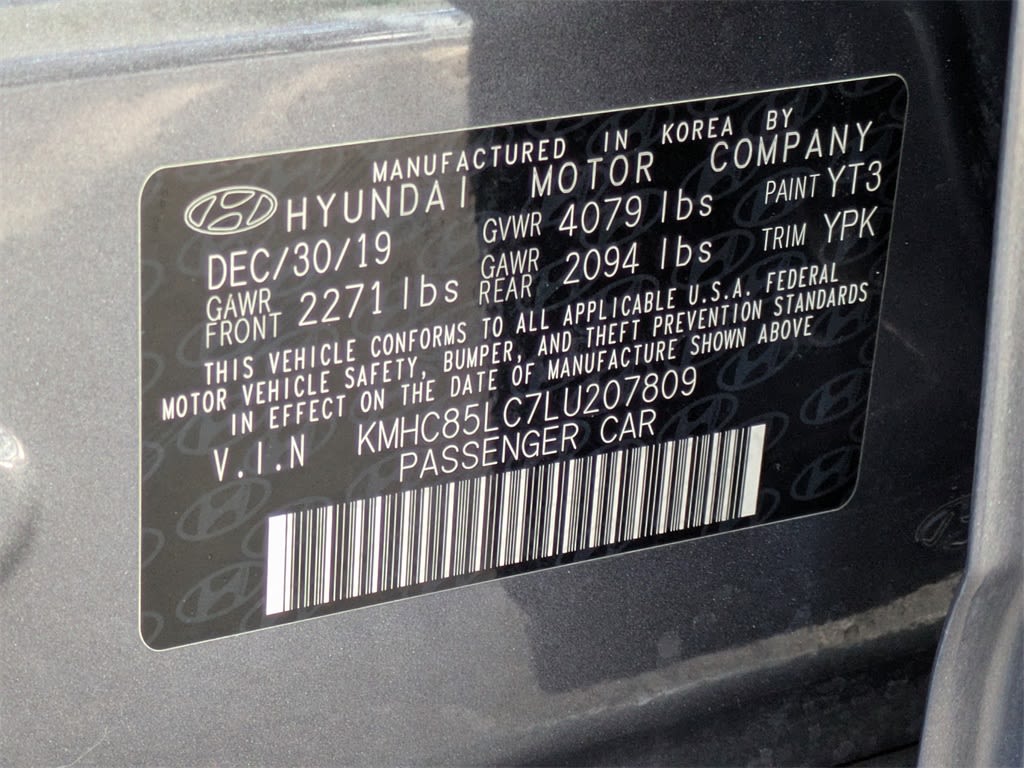 MANUFACTURED IN KOREA BY
HYUNDAI MOTOR COMPANY
DEC/30/19 GVWR 4079 lbs PAINT YT3
GAWR FRONT 2271 lbs GAWR REAR 2094 lbs TRIM YPK
THIS VEHICLE CONFORMS TO ALL APPLICABLE U.S.A. FEDERAL
MOTOR VEHICLE SAFETY, BUMPER, AND THEFT PREVENTION STANDARDS
IN EFFECT ON THE DATE OF MANUFACTURE SHOWN ABOVE
V.I.N KMHC85LC7LU207809
PASSENGER CAR